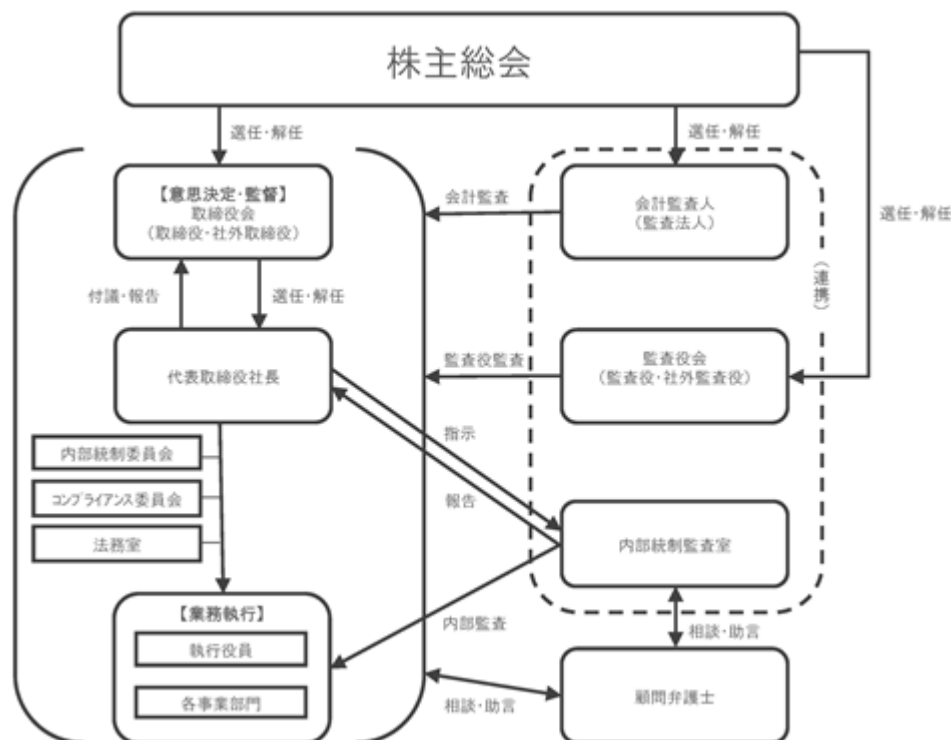 株主総会
選任・解任
選任・解任
選任・解任
【意思決定・監督】
取締役会
（取締役・社外取締役）
会計監査
会計監査人
（監査法人）
（連携）
付議・報告
選任・解任
代表取締役社長
監査役監査
監査役会
（監査役・社外監査役）
指示
報告
内部統制委員会
コンプライアンス委員会
法務室
内部統制監査室
【業務執行】
執行役員
各事業部門
内部監査
相談・助言
相談・助言
顧問弁護士